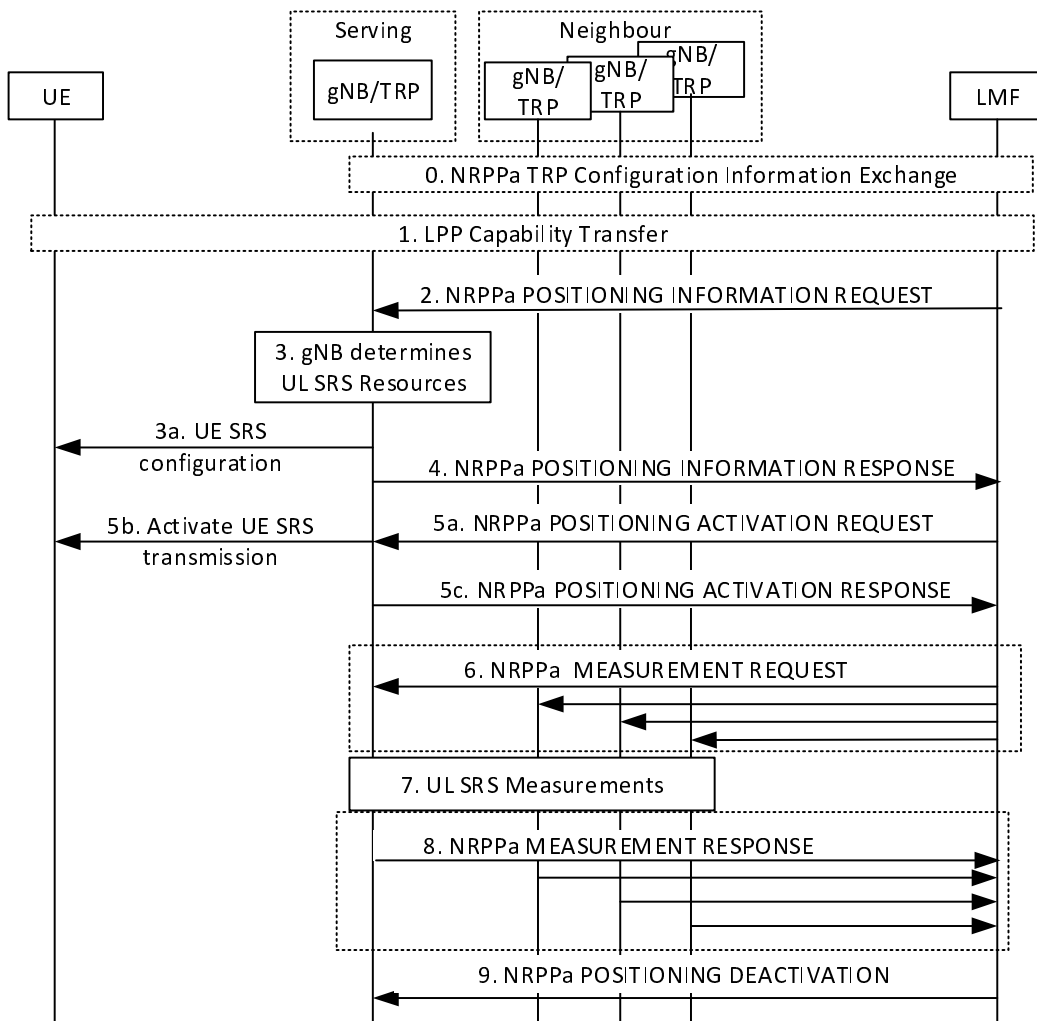 Serving
Neighbour
UE
gNB/TRP
gNB/
TRP
gNB/
TRP
gNB/
TRP
LMF
0. NRPPa TRP Configuration Information Exchange
1. LPP Capability Transfer
2. NRPPa POSITIONING INFORMATION REQUEST
3. gNB determines
UL SRS Resources
3a. UE SRS
configuration
4. NRPPa POSITIONING INFORMATION RESPONSE
5b. Activate UE SRS
transmission
5a. NRPPa POSITIONING ACTIVATION REQUEST
5c. NRPPa POSITIONING ACTIVATION RESPONSE
6. NRPPa  MEASUREMENT REQUEST
7. UL SRS Measurements
8. NRPPa MEASUREMENT RESPONSE
9. NRPPa POSITIONING DEACTIVATION